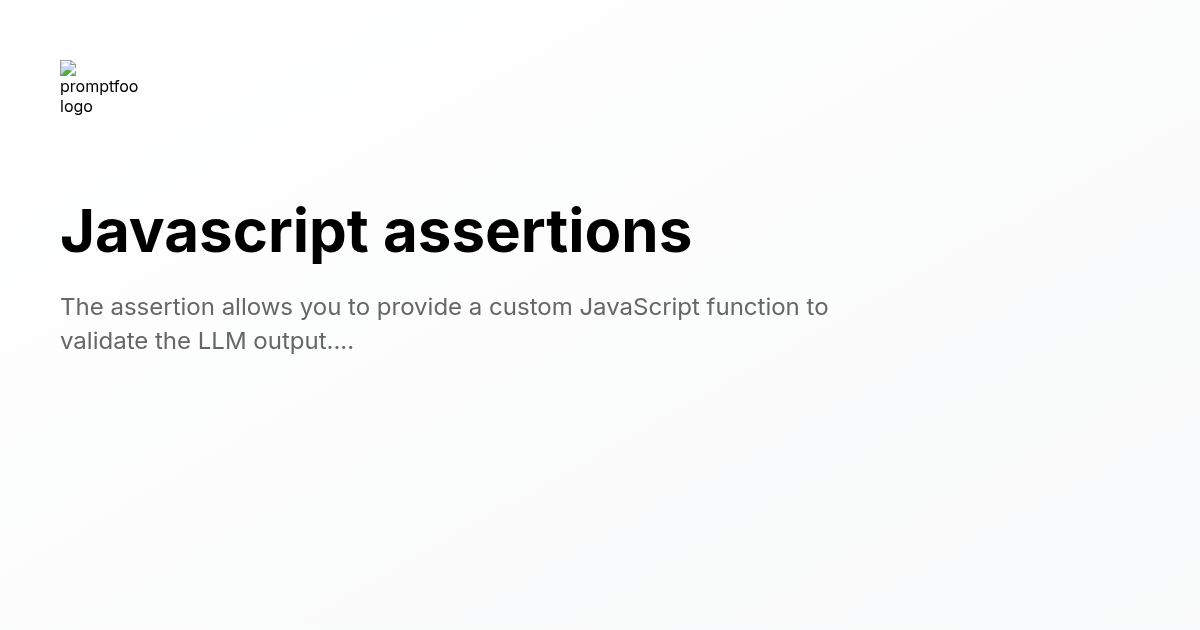 promptfoo
logo
Javascript assertions
The assertion allows you to provide a custom JavaScript function to
validate the LLM output....